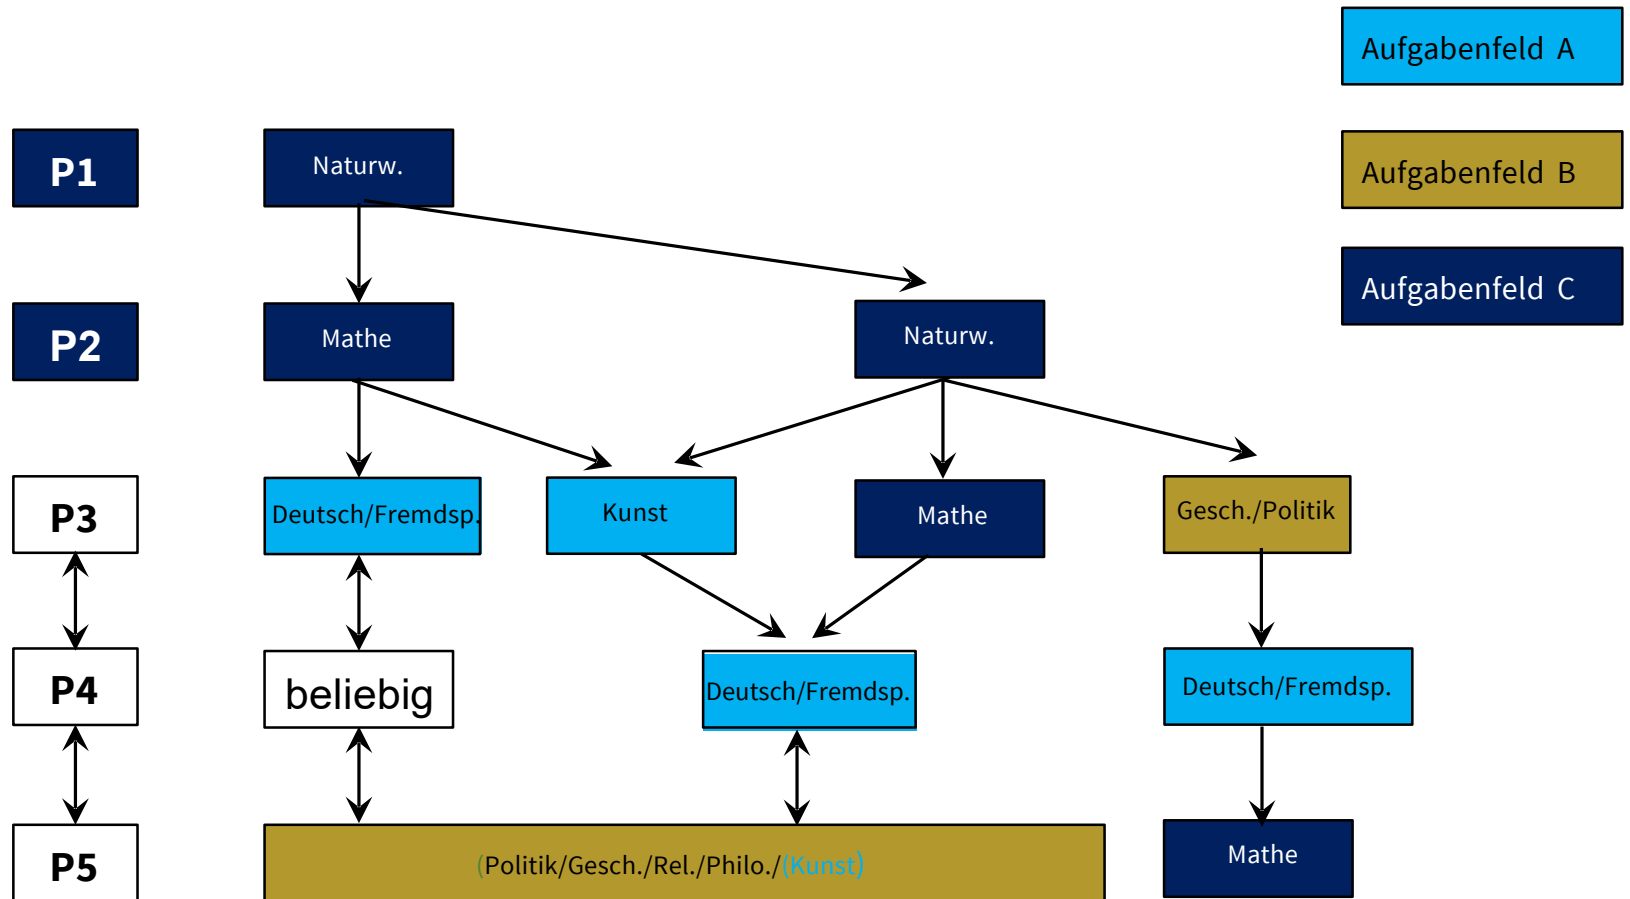 Aufgabenfeld A
P1
Naturw.
Aufgabenfeld B
Aufgabenfeld C
P2
Mathe
Naturw.
P3
Deutsch/Fremdsp.
Kunst
Mathe
Gesch./Politik
P4
beliebig
Deutsch/Fremdsp.
Deutsch/Fremdsp.
P5
(Politik/Gesch./Rel./Philo./(Kunst)
Mathe